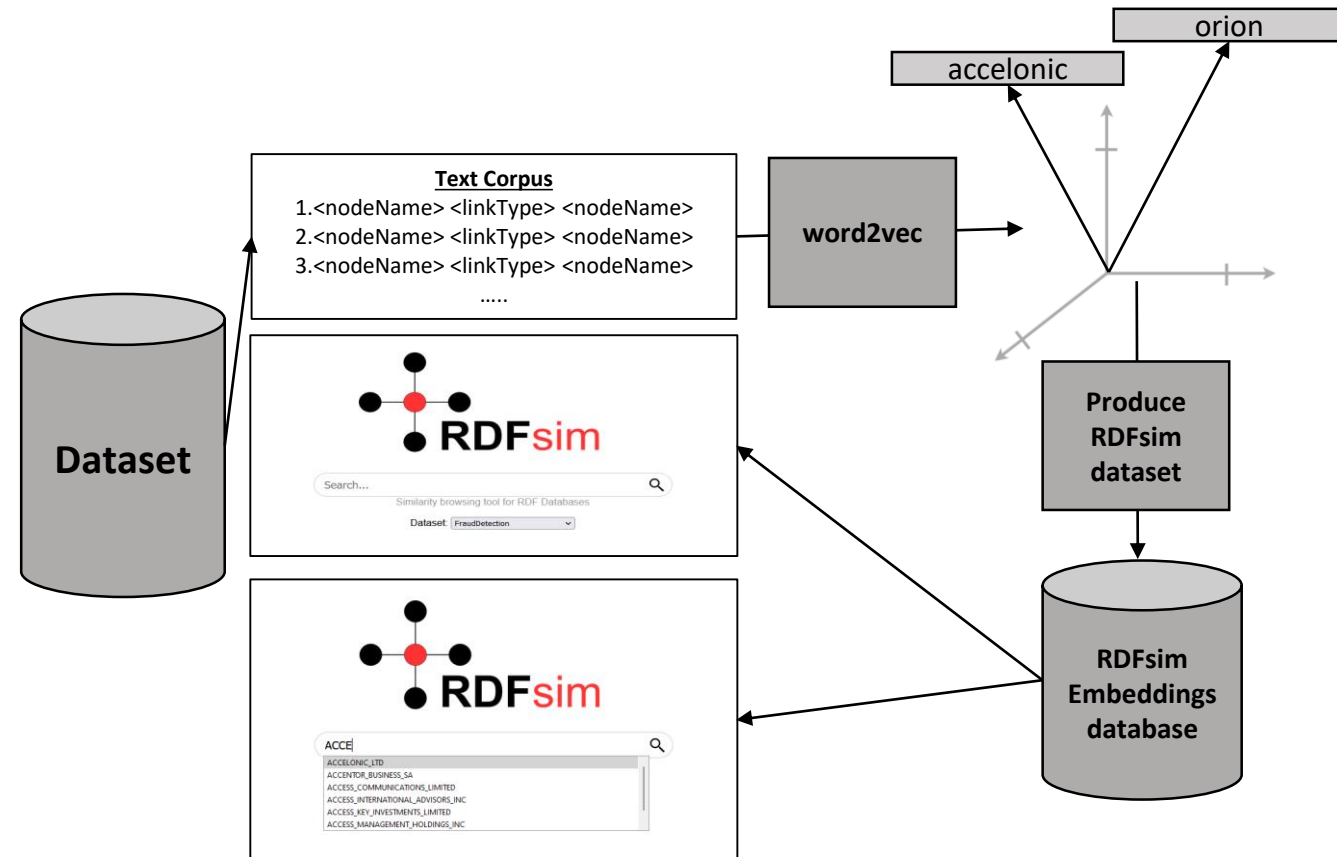 orion
accelonic
Text Corpus
1.<nodeName> <linkType> <nodeName>
2.<nodeName> <linkType> <nodeName>
3.<nodeName> <linkType> <nodeName>
.....
word2vec
Dataset
RDFsim
Search...
Similarity browsing tool for RDF Databases
Dataset: FraudDetection
Produce
RDFsim
dataset
RDFsim
Embeddings
database
RDFsim
ACCE
ACCELONIC_LTD
ACCENTOR_BUSINESS_SA
ACCESS_COMMUNICATIONS_LIMITED
ACCESS_INTERNATIONAL_ADVISORS_INC
ACCESS_KEY_INVESTMENTS_LIMITED
ACCESS_MANAGEMENT_HOLDINGS_INC